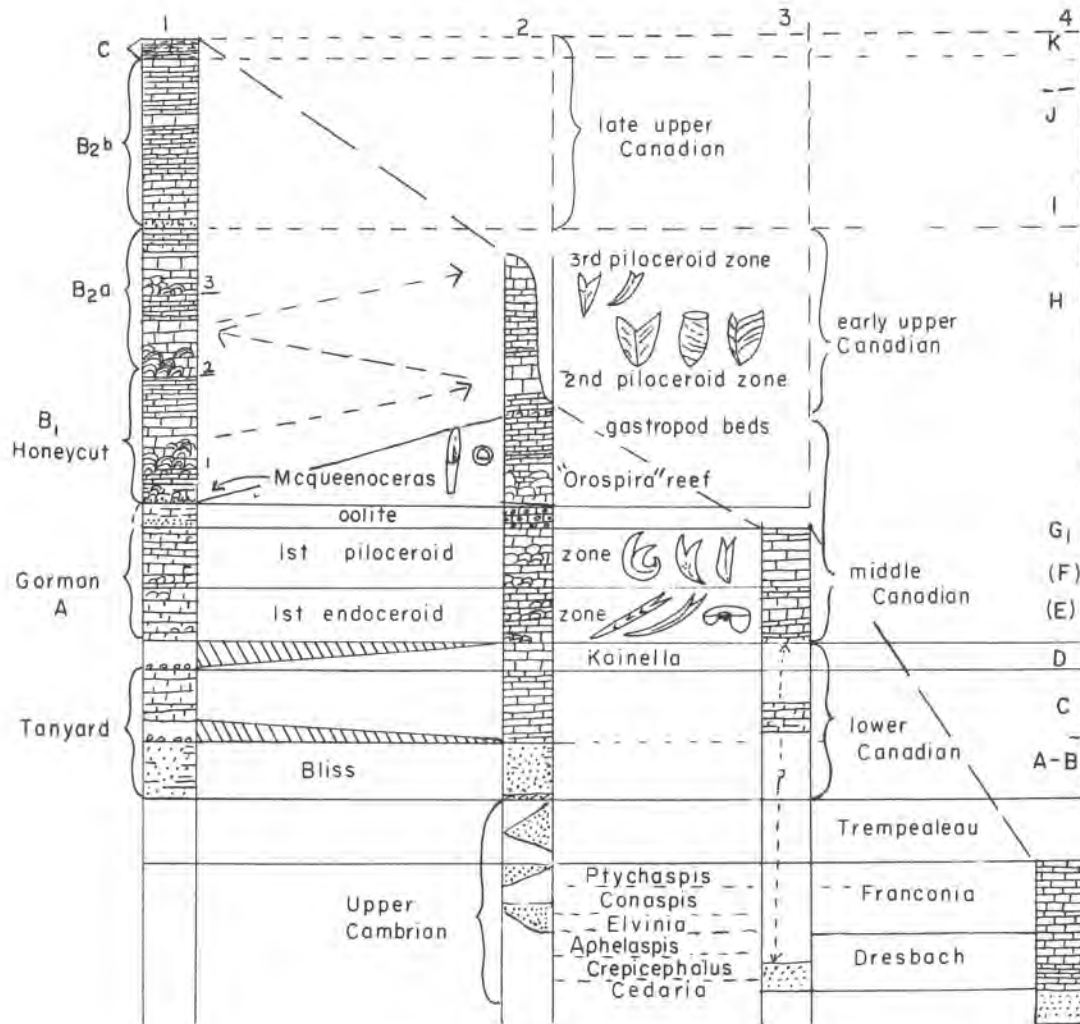 1
2
3
4
C
B2b
B2a
B1
Honeycut
Gorman
A
Tanyard
3
2
1
late upper
Canadian
3rd piloceroid zone
2nd piloceroid zone
early upper
Canadian
gastropod beds
Mcqueenoceras
"Orospira" reef
oolite
1st piloceroid
zone
1st endoceroid
zone
middle
Canadian
Kainella
lower
Canadian
Bliss
?
Trempealeau
Upper
Cambrian
Ptychaspis
Conaspis
Elvinia
Aphelaspis
Crepicephalus
Cedaria
Franconia
Dresbach
K
J
I
H
G1
(F)
(E)
D
C
A-B